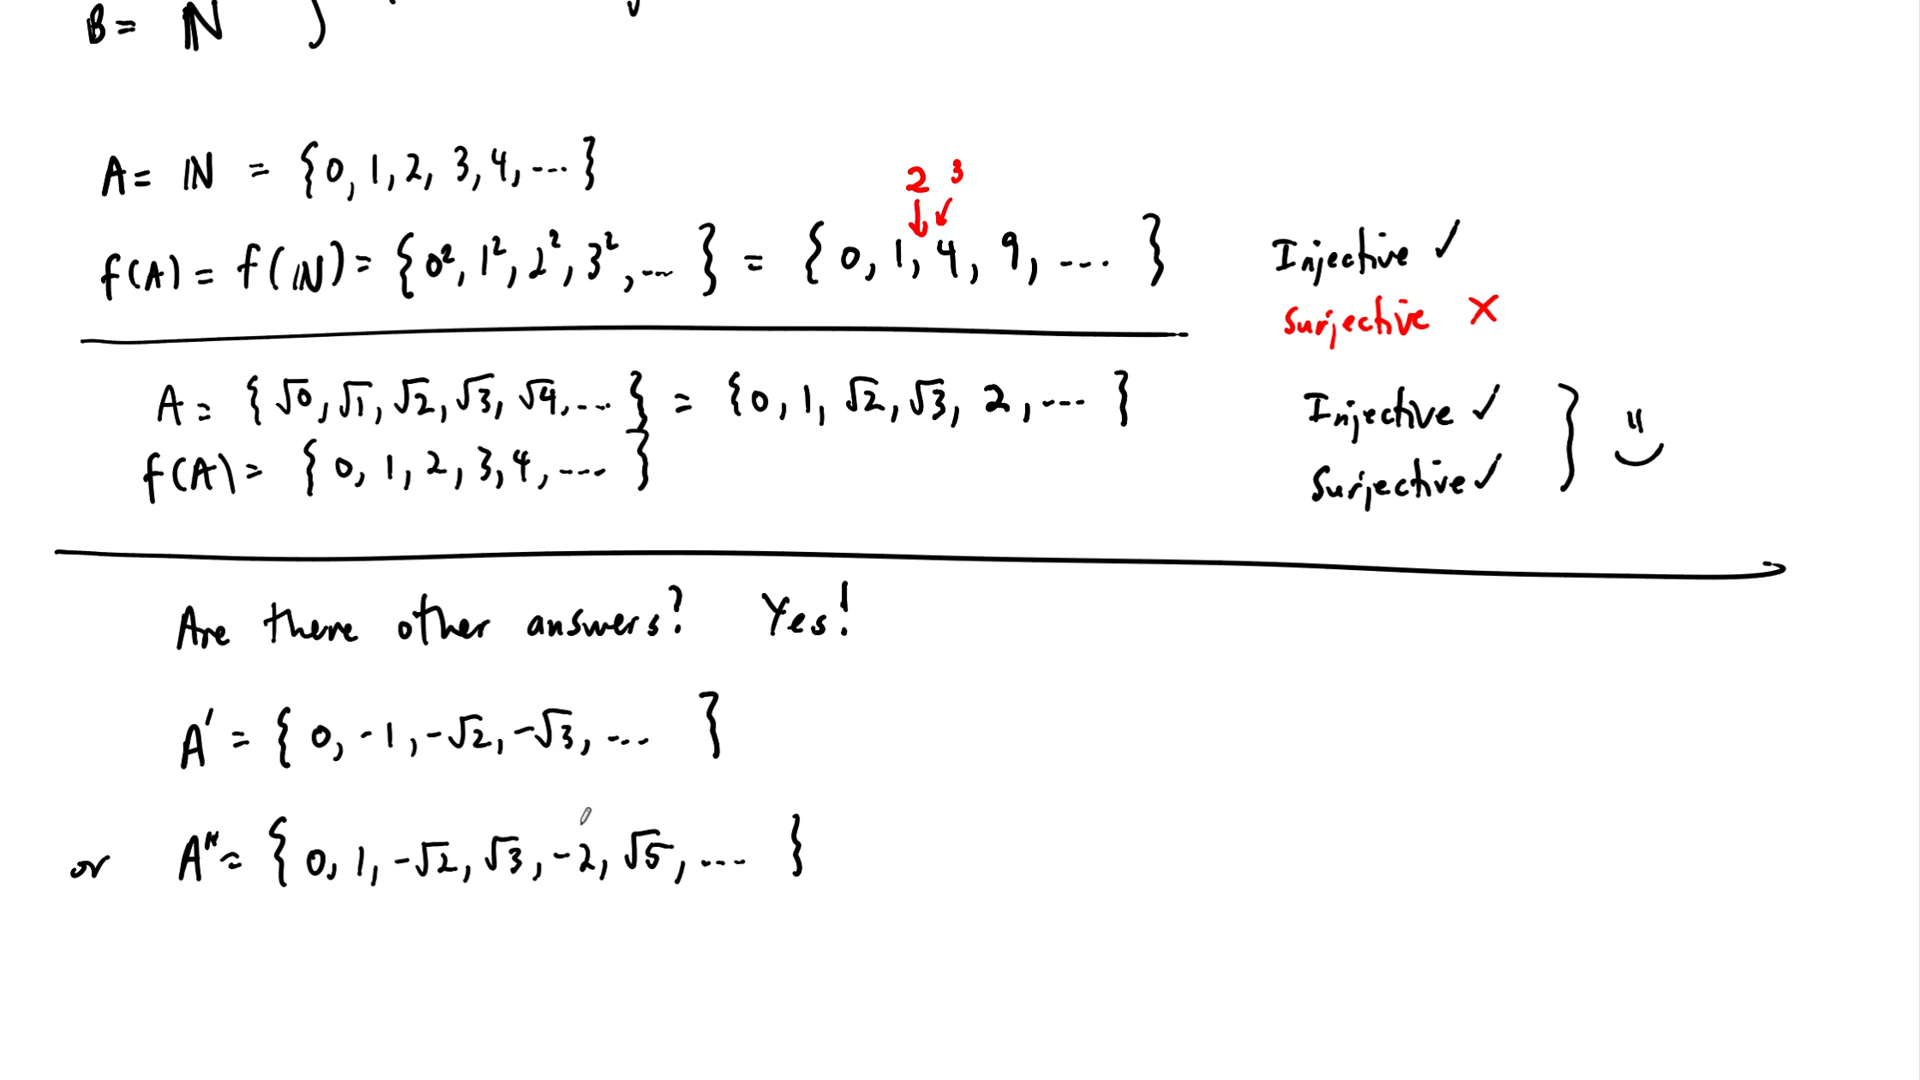 B = ℕ }
A = ℕ = {0, 1, 2, 3, 4, ...}
2 3
f(A) = f(ℕ) = {0², 1², 2², 3², ... } = { 0, 1, 4, 9, ... } Injective ✓
Surjective ✗
A = {√0, √1, √2, √3, √4, ... } = {0, 1, √2, √3, 2, ... } Injective ✓
f(A) = { 0, 1, 2, 3, 4, ... } Surjective ✓
Are there other answers? Yes!
A' = { 0, -1, -√2, -√3, ... }
or A'' = { 0, 1, -√2, √3, -2, √5, ... }